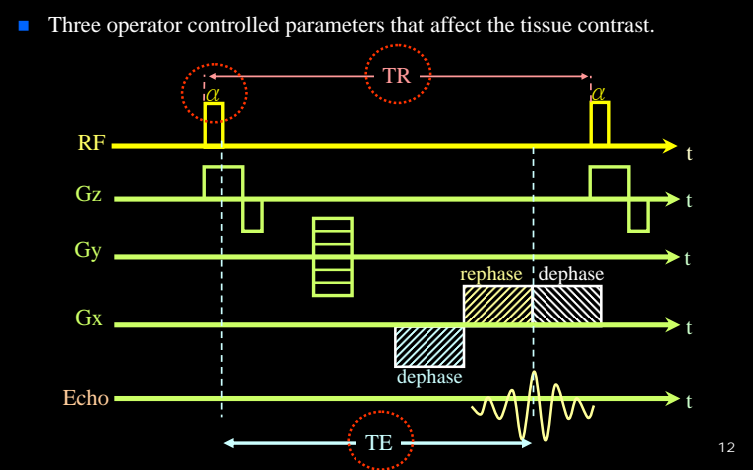 Three operator controlled parameters that affect the tissue contrast.
TR
α α
RF t
Gz t
Gy t
rephase dephase
Gx t
dephase
Echo t
TE
12